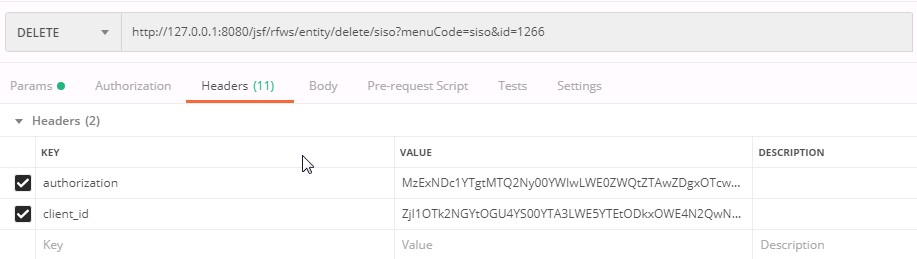 DELETE http://127.0.0.1:8080/jsf/rfws/entity/delete/siso?menuCode=siso&id=1266
Params Authorization Headers (11) Body Pre-request Script Tests Settings
Headers (2)
KEY VALUE DESCRIPTION
authorization MzExNDc1YTgtMTQ2Ny00YWIwLWE0ZWQtZTAwZDgxOTcw...
client_id ZjI1OTk2NGYtOGU4YS00YTA3LWE5YTEtODkxOWE4N2QwN...
Key Value Description